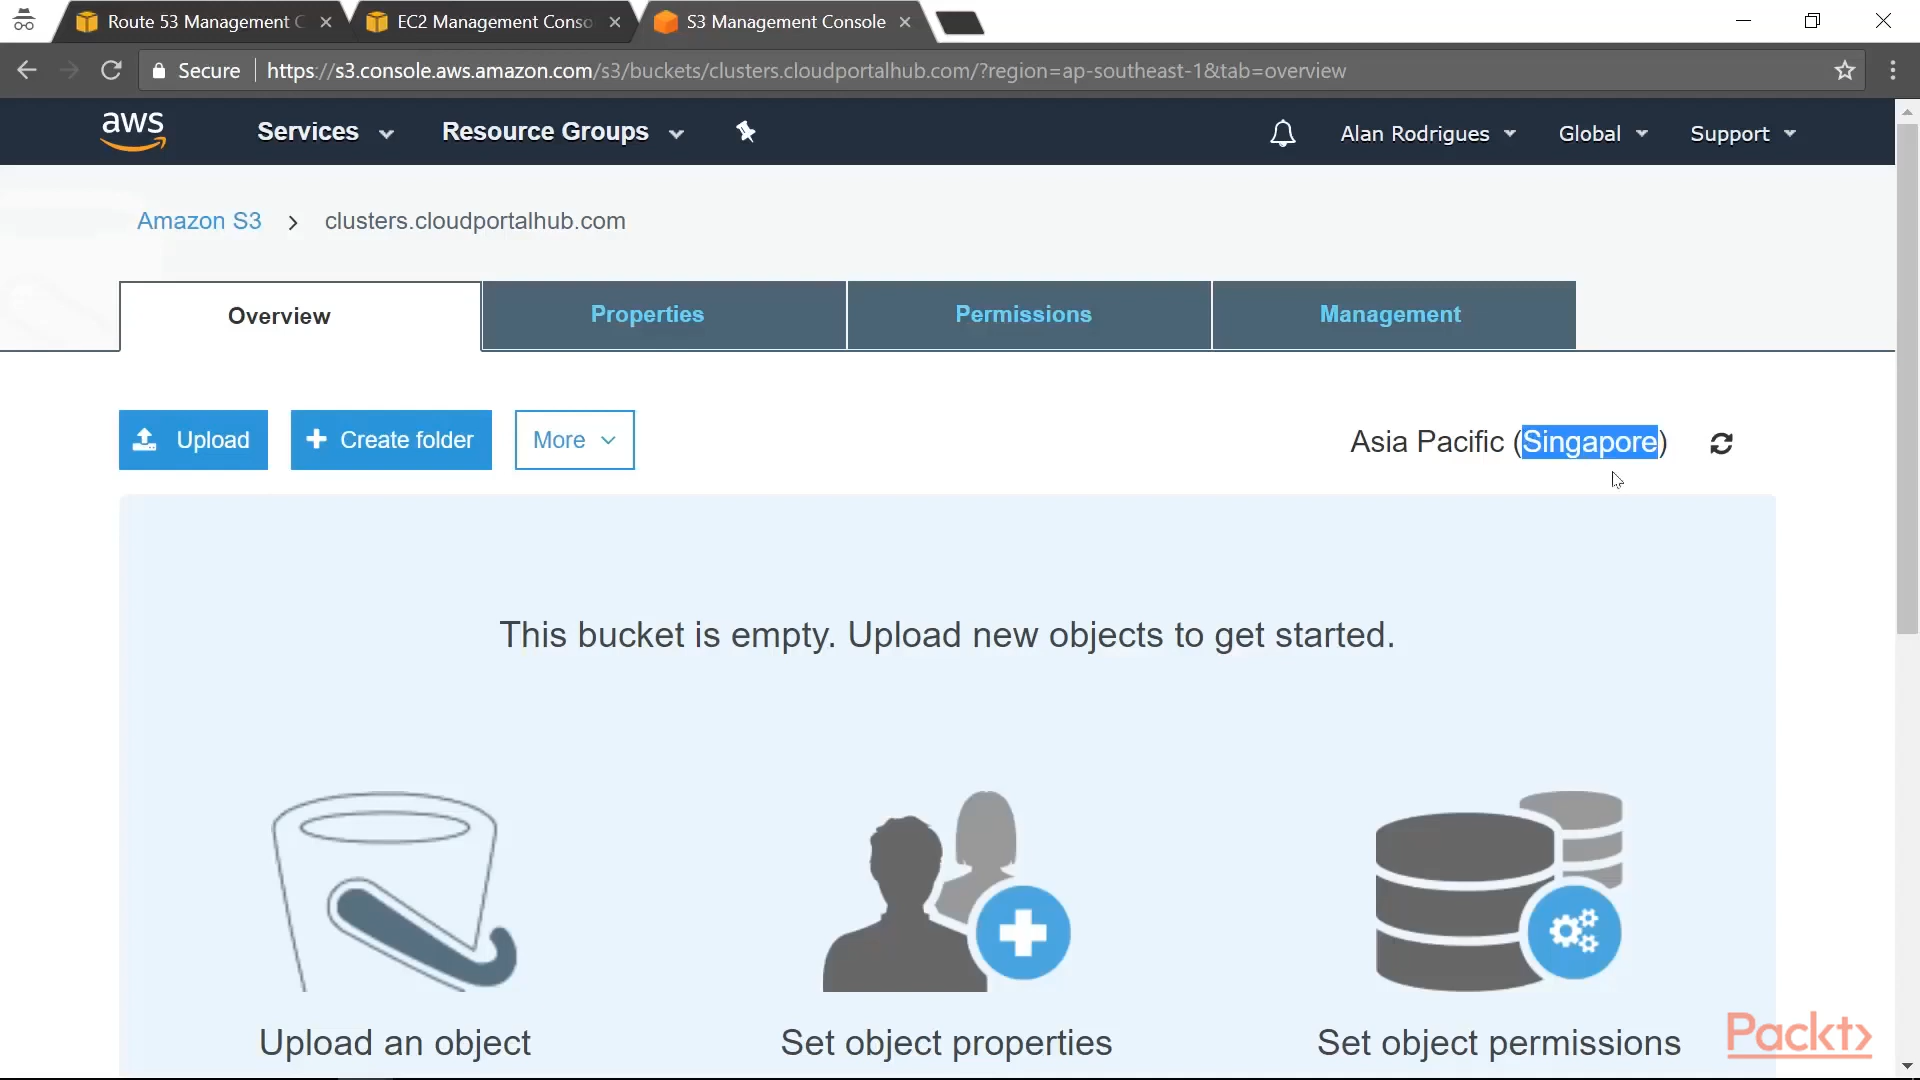 Route 53 Management C
EC2 Management Conso
S3 Management Console
Secure
https://s3.console.aws.amazon.com/s3/buckets/clusters.cloudportalhub.com/?region=ap-southeast-1&tab=overview
aws
Services
Resource Groups
Alan Rodrigues
Global
Support
Amazon S3 > clusters.cloudportalhub.com
Overview
Properties
Permissions
Management
Upload
Create folder
More
Asia Pacific (Singapore)
This bucket is empty. Upload new objects to get started.
Upload an object
Set object properties
Set object permissions
Packt>